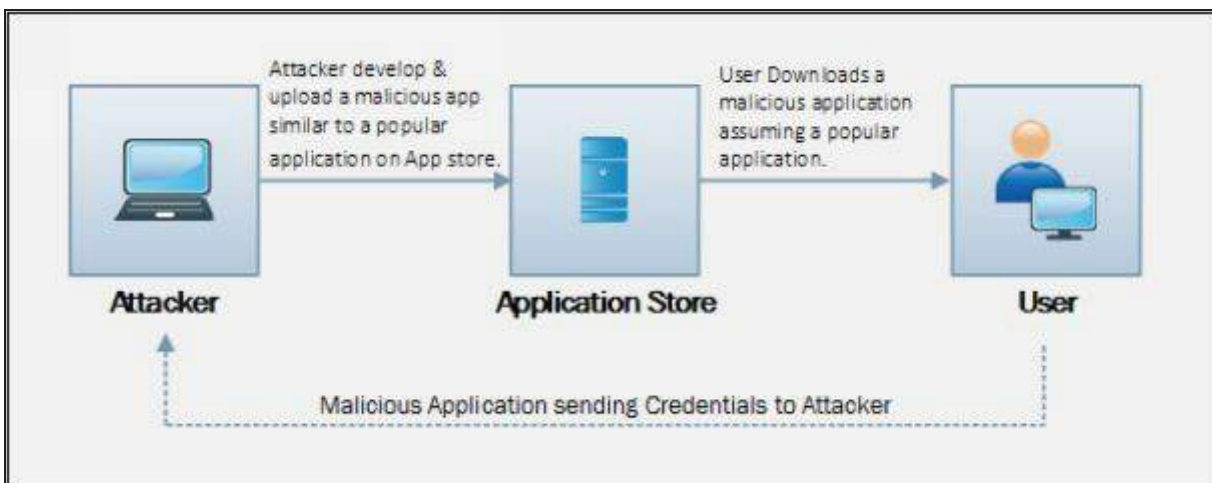 Attacker develop &
upload a malicious app
similar to a popular
application on App store.
User Downloads a
malicious application
assuming a popular
application.
Attacker
Application Store
User
Malicious Application sending Credentials to Attacker